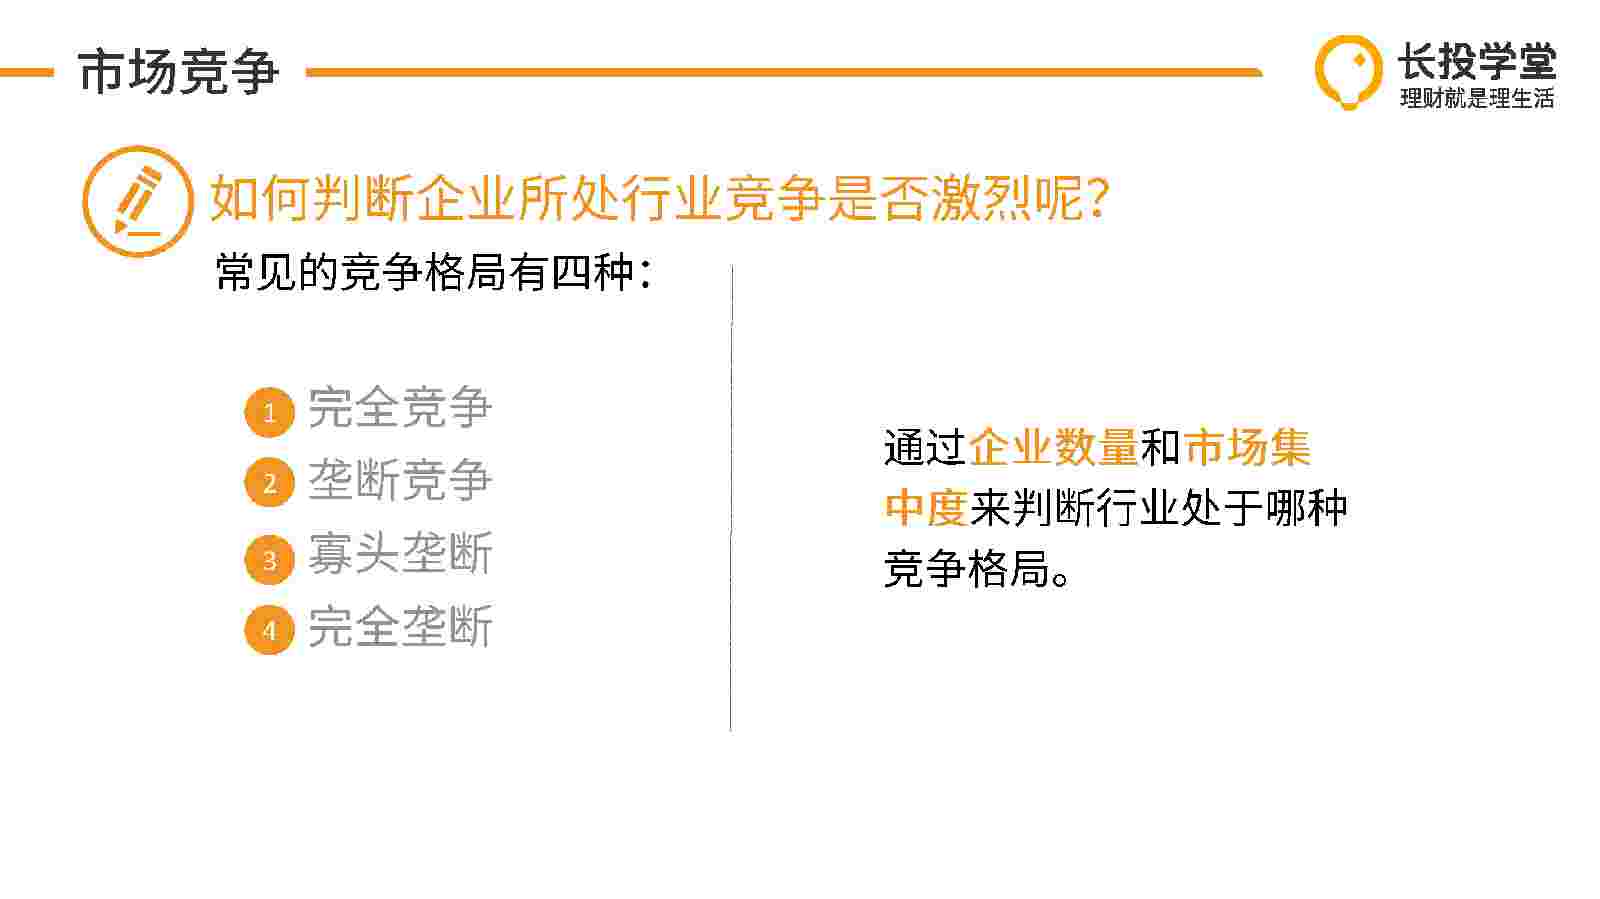 市场竞争
长投学堂
理财就是理生活
如何判断企业所处行业竞争是否激烈呢?
常见的竞争格局有四种：
1 完全竞争
2 垄断竞争
3 寡头垄断
4 完全垄断
通过企业数量和市场集
中度来判断行业处于哪种
竞争格局。